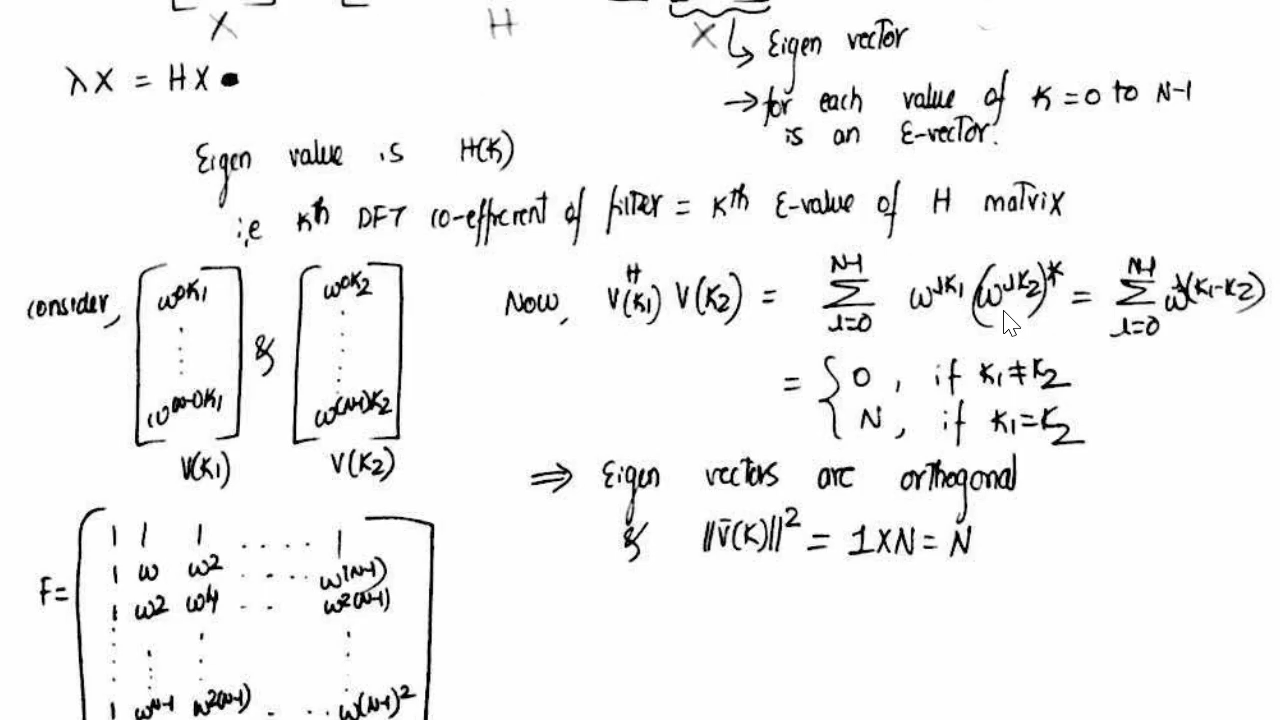 X H X ↳ Eigen vector
λX = HX
→ for each value of K = 0 to N-1
is an E-vector.
Eigen value is H(K)
i,e Kth DFT co-efficient of filter = Kth E-value of H matrix
consider, [ω^0K1 ⋮ ω^(N-1)K1] & [ω^0K2 ⋮ ω^(N-1)K2]
V(K1) V(K2)
Now, V^H(K1) V(K2) = Σ_{l=0}^{N-1} ω^{JK1} (ω^{JK2})^* = Σ_{l=0}^{N-1} ω^{J(K1-K2)}
= { 0, if K1≠K2
N, if K1=K2
⇒ Eigen vectors are orthogonal
& ||V̄(K)||² = 1XN = N
F= [ 1 1 1 .... 1
1 ω ω2 .... ω(N-1)
1 ω2 ω4 .. ω2(N-1)
⋮ ⋮ ⋮ ⋮
1 ω^N-1 ω^2(N-1) . .. ω^(N-1)^2 ]